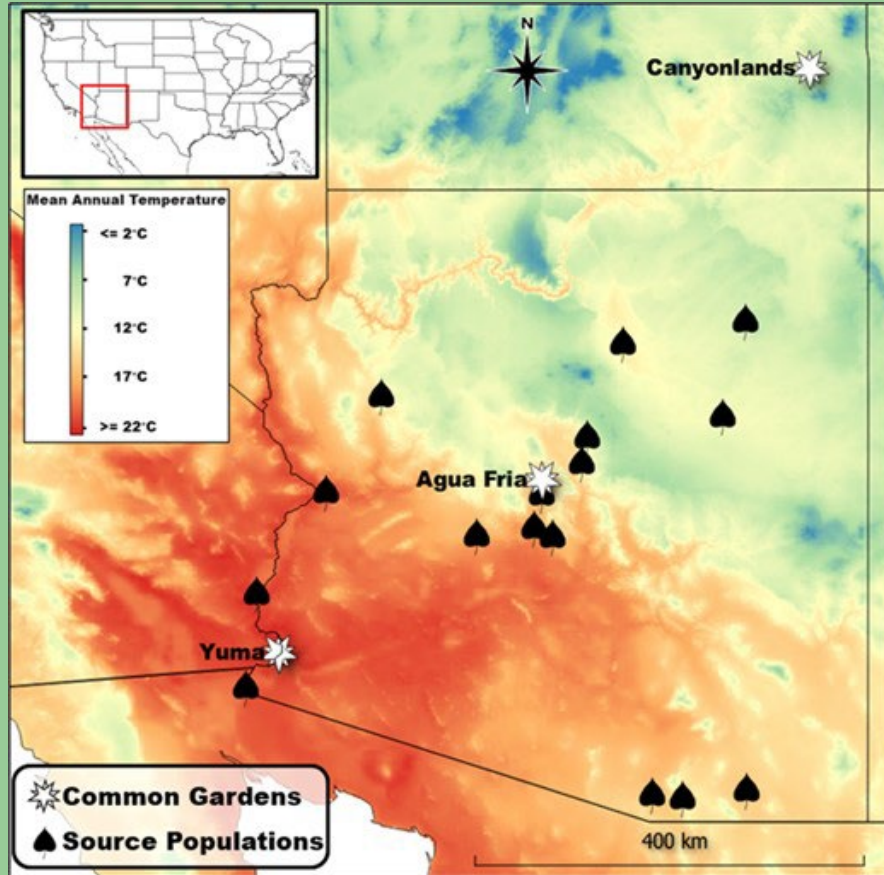 N
Canyonlands
Mean Annual Temperature
<= 2°C
7°C
12°C
17°C
>= 22°C
Agua Fria
Yuma
Common Gardens
Source Populations
400 km